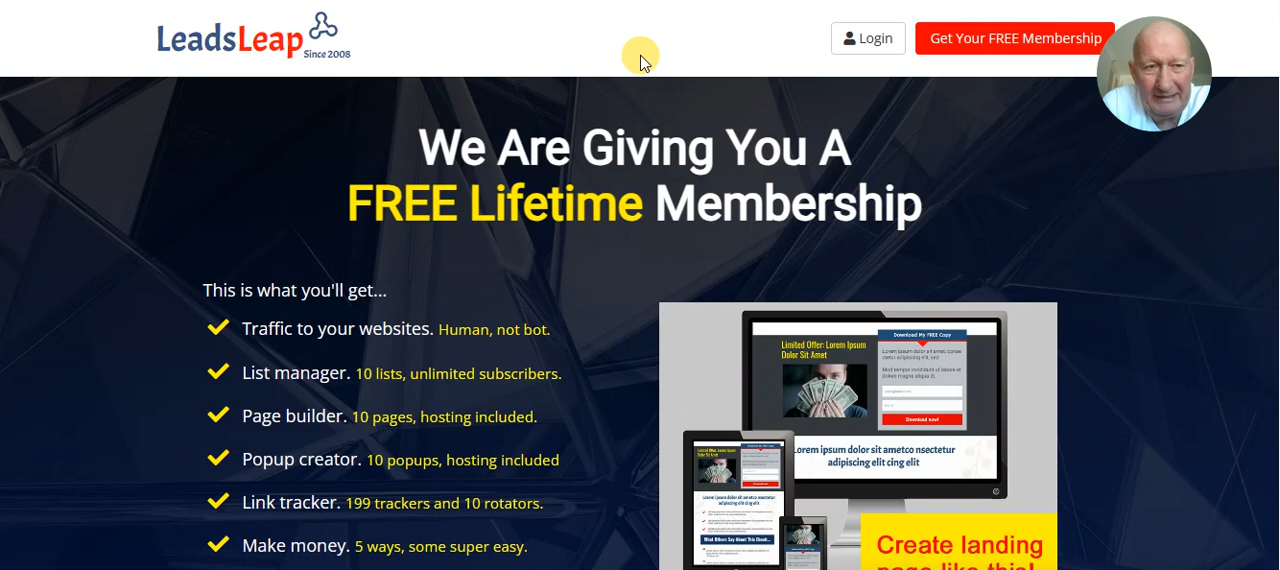 LeadsLeap
Since 2008
Login
Get Your FREE Membership
We Are Giving You A
FREE Lifetime Membership
This is what you'll get...
Traffic to your websites. Human, not bot.
List manager. 10 lists, unlimited subscribers.
Page builder. 10 pages, hosting included.
Popup creator. 10 popups, hosting included
Link tracker. 199 trackers and 10 rotators.
Make money. 5 ways, some super easy.
Limited Offer: Lorem Ipsum
Dolor Sit Amet
Download My FREE Copy
Download now!
Lorem ipsum dolor sit ametco nsectetur
adipiscing elit cing elit
What Others Say About This Ebook...
Create landing
page like this!